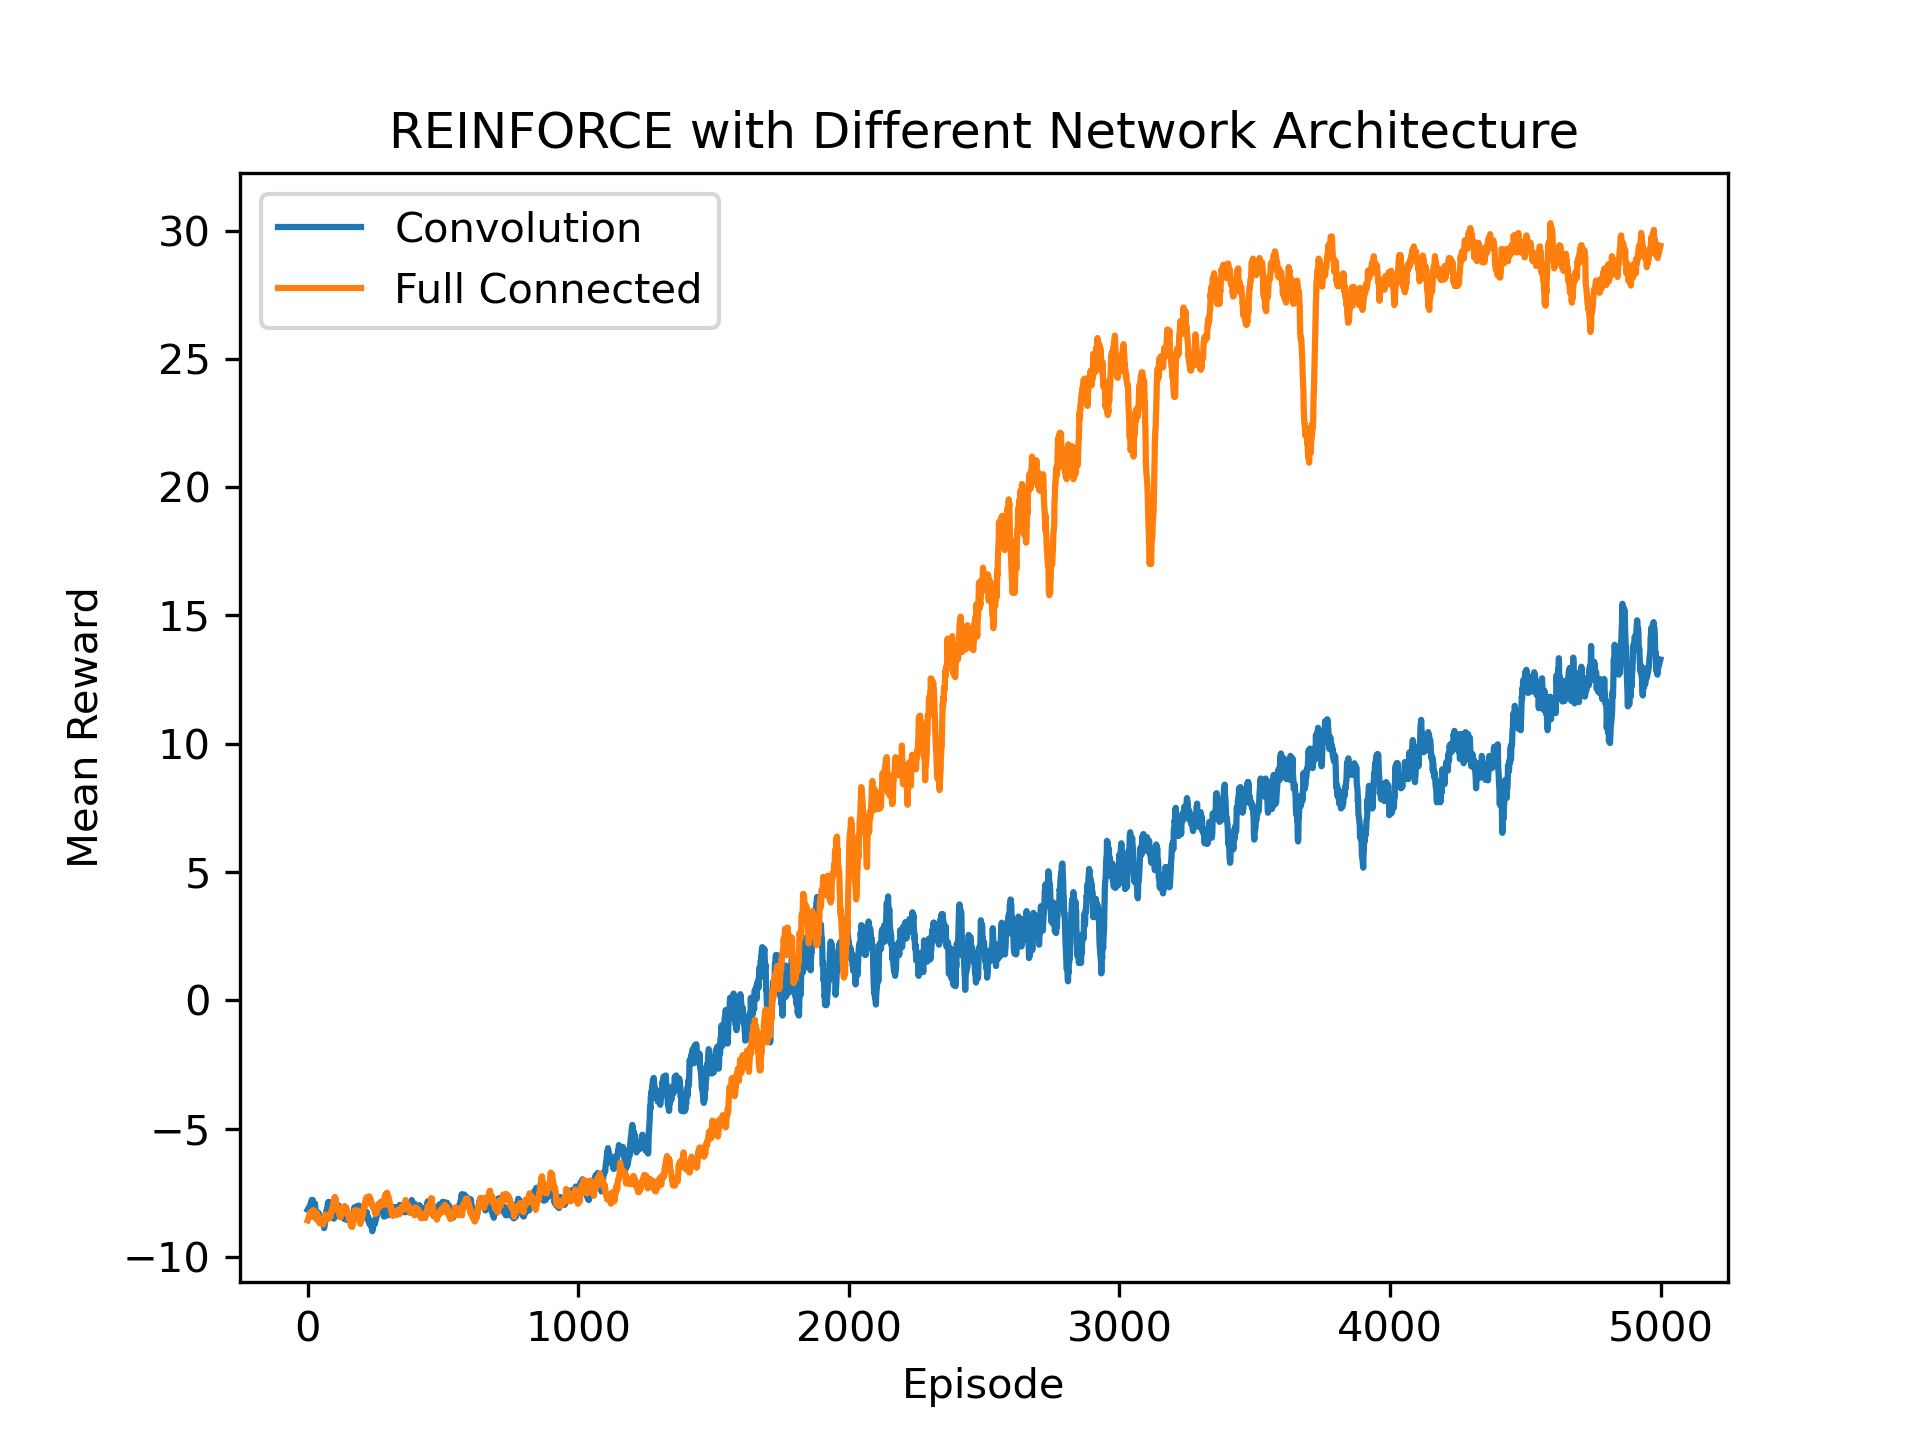 REINFORCE with Different Network Architecture
Convolution
Full Connected
30
25
20
15
10
5
0
−5
−10
Mean Reward
0 1000 2000 3000 4000 5000
Episode